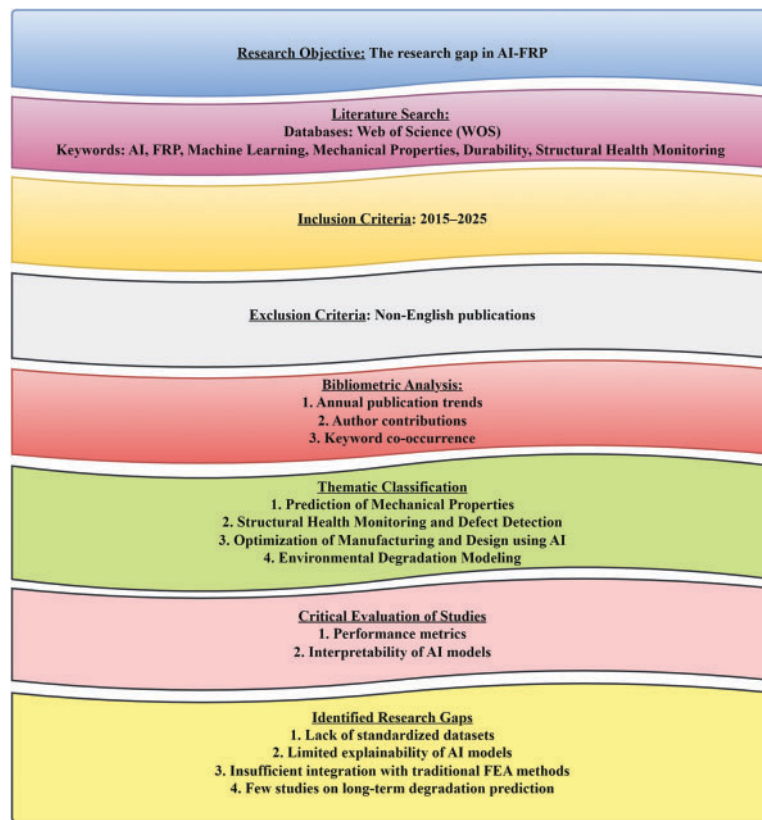 Research Objective: The research gap in AI-FRP
Literature Search:
Databases: Web of Science (WOS)
Keywords: AI, FRP, Machine Learning, Mechanical Properties, Durability, Structural Health Monitoring
Inclusion Criteria: 2015–2025
Exclusion Criteria: Non-English publications
Bibliometric Analysis:
1. Annual publication trends
2. Author contributions
3. Keyword co-occurrence
Thematic Classification
1. Prediction of Mechanical Properties
2. Structural Health Monitoring and Defect Detection
3. Optimization of Manufacturing and Design using AI
4. Environmental Degradation Modeling
Critical Evaluation of Studies
1. Performance metrics
2. Interpretability of AI models
Identified Research Gaps
1. Lack of standardized datasets
2. Limited explainability of AI models
3. Insufficient integration with traditional FEA methods
4. Few studies on long-term degradation prediction